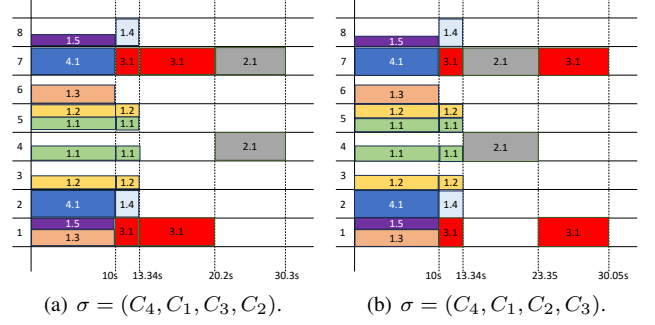 8 1.5 1.4
7 4.1 3.1 3.1 2.1
6 1.3
5 1.2 1.2
1.1 1.1
4 1.1 1.1 2.1
3 1.2 1.2
2 4.1 1.4
1 1.5 3.1 3.1
1.3
10s 13.34s 20.2s 30.3s
(a) σ = (C₄, C₁, C₃, C₂).
8 1.5 1.4
7 4.1 3.1 2.1 3.1
6 1.3
5 1.2 1.2
1.1 1.1
4 1.1 1.1 2.1
3 1.2 1.2
2 4.1 1.4
1 1.5 3.1 3.1
1.3
10s 13.34s 23.35 30.05s
(b) σ = (C₄, C₁, C₂, C₃).